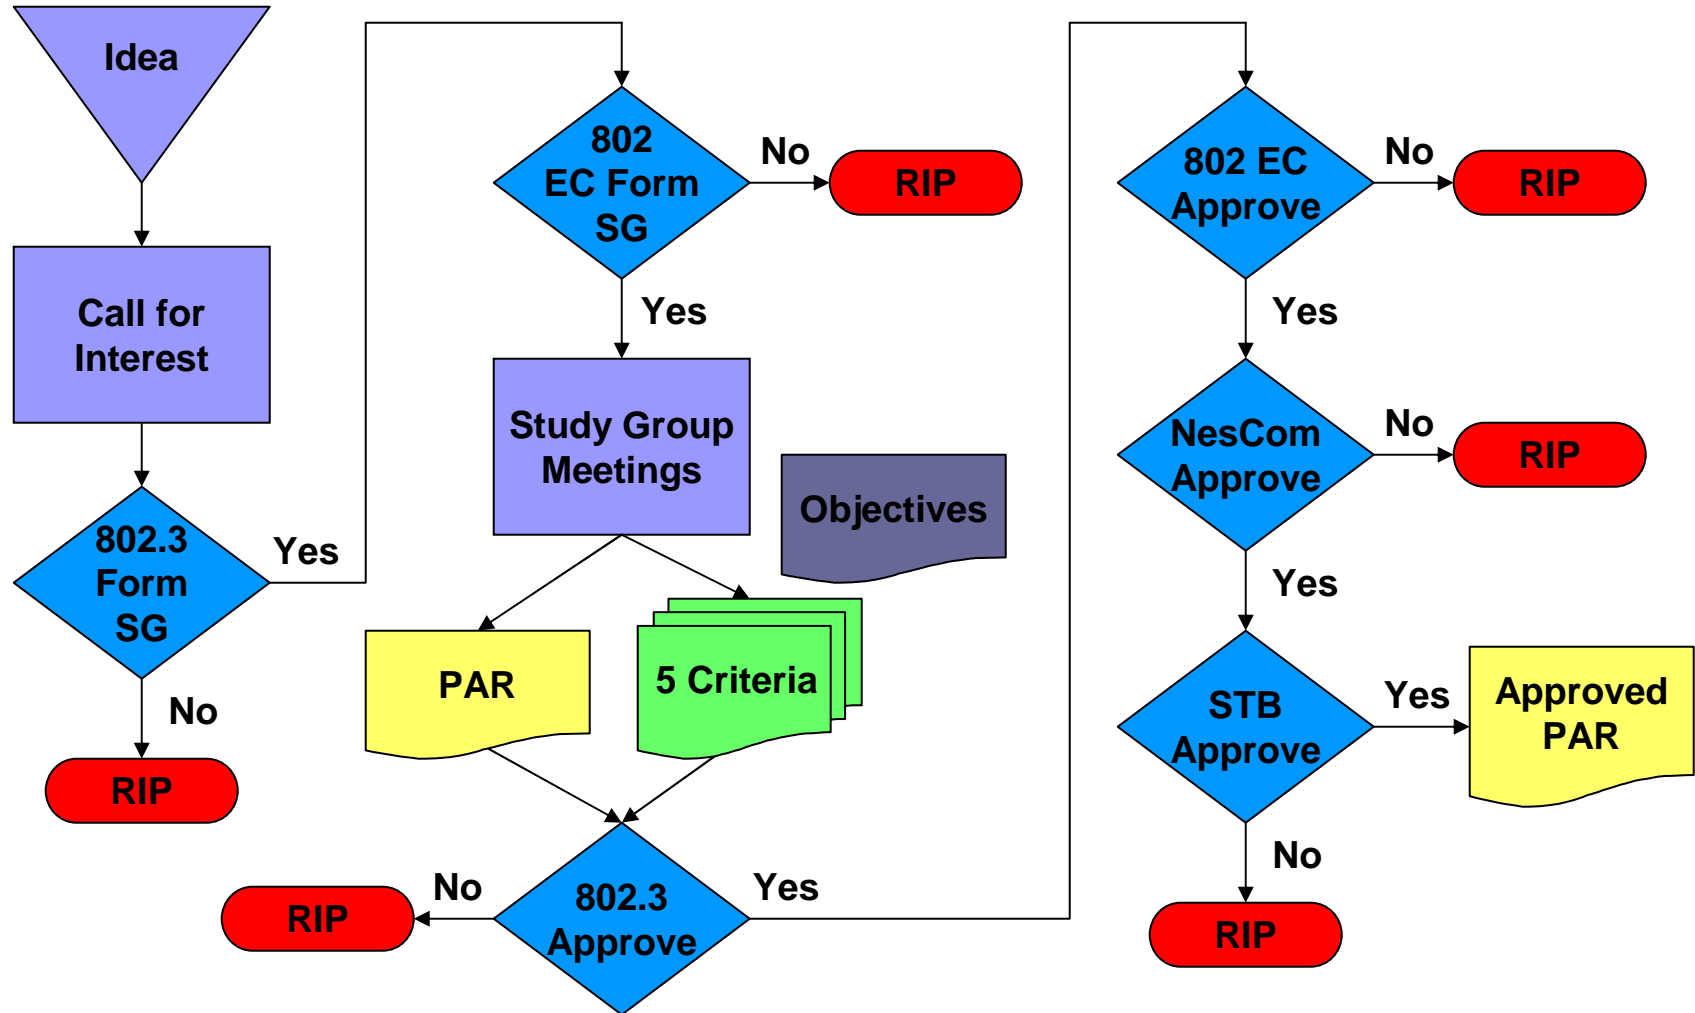 Idea
Call for
Interest
802.3
Form
SG
Yes
No
RIP
802
EC Form
SG
No
RIP
Yes
Study Group
Meetings
Objectives
PAR
5 Criteria
802.3
Approve
No
RIP
Yes
802 EC
Approve
No
RIP
Yes
NesCom
Approve
No
RIP
Yes
STB
Approve
Yes
Approved
PAR
No
RIP